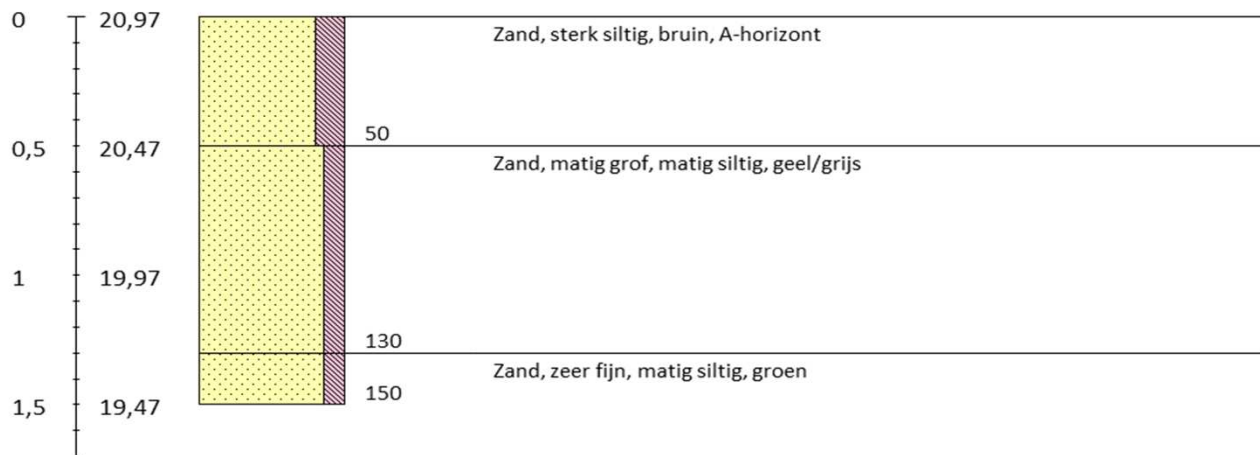 0 20,97 Zand, sterk siltig, bruin, A-horizont
50
0,5 20,47 Zand, matig grof, matig siltig, geel/grijs
1 19,97
130
Zand, zeer fijn, matig siltig, groen
150
1,5 19,47